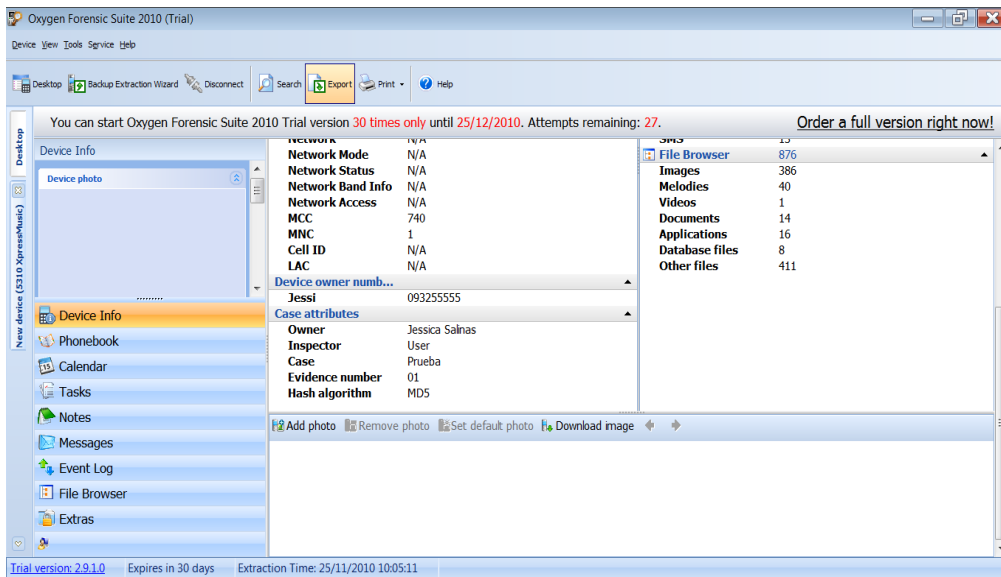 Oxygen Forensic Suite 2010 (Trial)
Device View Tools Service Help
Desktop Backup Extraction Wizard Disconnect Search Export Print Help
You can start Oxygen Forensic Suite 2010 Trial version 30 times only until 25/12/2010. Attempts remaining: 27. Order a full version right now!
Desktop
New device (5310 XpressMusic)
Device Info
Device photo
Device Info
Phonebook
Calendar
Tasks
Notes
Messages
Event Log
File Browser
Extras
Network N/A
Network Mode N/A
Network Status N/A
Network Band Info N/A
Network Access N/A
MCC 740
MNC 1
Cell ID N/A
LAC N/A
Device owner numb...
Jessi 093255555
Case attributes
Owner Jessica Salinas
Inspector User
Case Prueba
Evidence number 01
Hash algorithm MD5
SMS 15
File Browser 876
Images 386
Melodies 40
Videos 1
Documents 14
Applications 16
Database files 8
Other files 411
Add photo Remove photo Set default photo Download image
Trial version: 2.9.1.0 Expires in 30 days Extraction Time: 25/11/2010 10:05:11